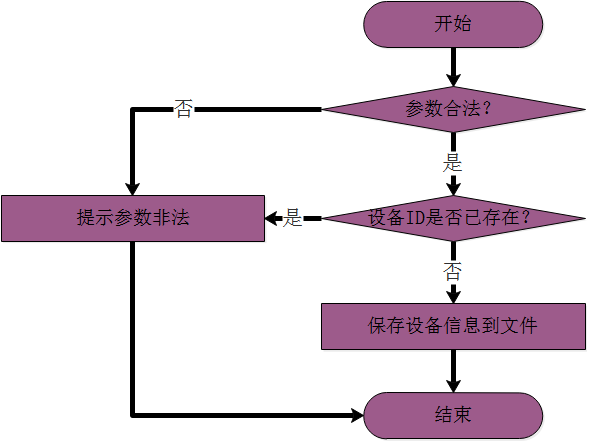 开始
参数合法？
否
是
提示参数非法
是
设备ID是否已存在？
否
保存设备信息到文件
结束